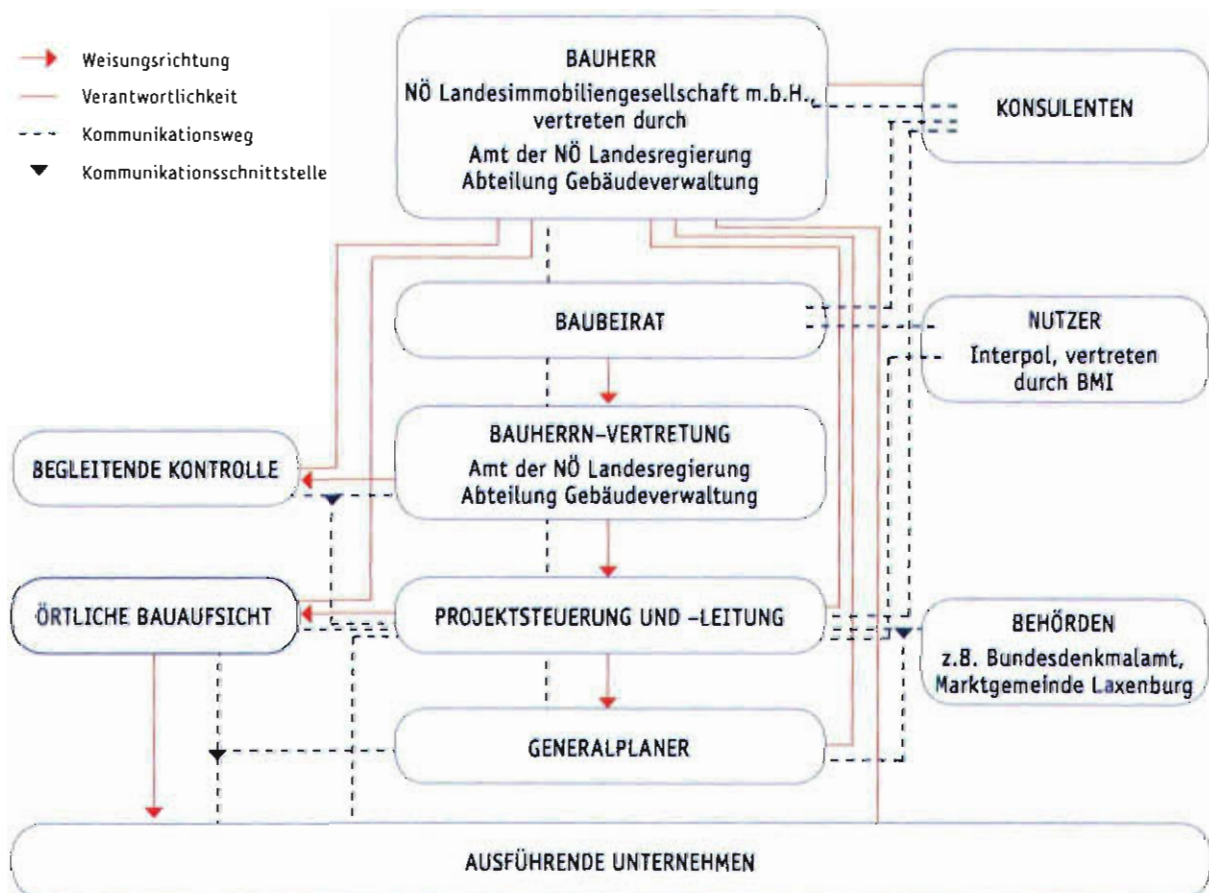 Weisungsrichtung
Verantwortlichkeit
Kommunikationsweg
Kommunikationsschnittstelle
BAUHERR
NÖ Landesimmobiliengesellschaft m.b.H.,
vertreten durch
Amt der NÖ Landesregierung
Abteilung Gebäudeverwaltung
KONSULENTEN
BAUBEIRAT
NUTZER
Interpol, vertreten
durch BMI
BAUHERRN-VERTRETUNG
Amt der NÖ Landesregierung
Abteilung Gebäudeverwaltung
BEGLEITENDE KONTROLLE
ÖRTLICHE BAUAUFSICHT
PROJEKTSTEUERUNG UND -LEITUNG
BEHÖRDEN
z.B. Bundesdenkmalamt,
Marktgemeinde Laxenburg
GENERALPLANER
AUSFÜHRENDE UNTERNEHMEN